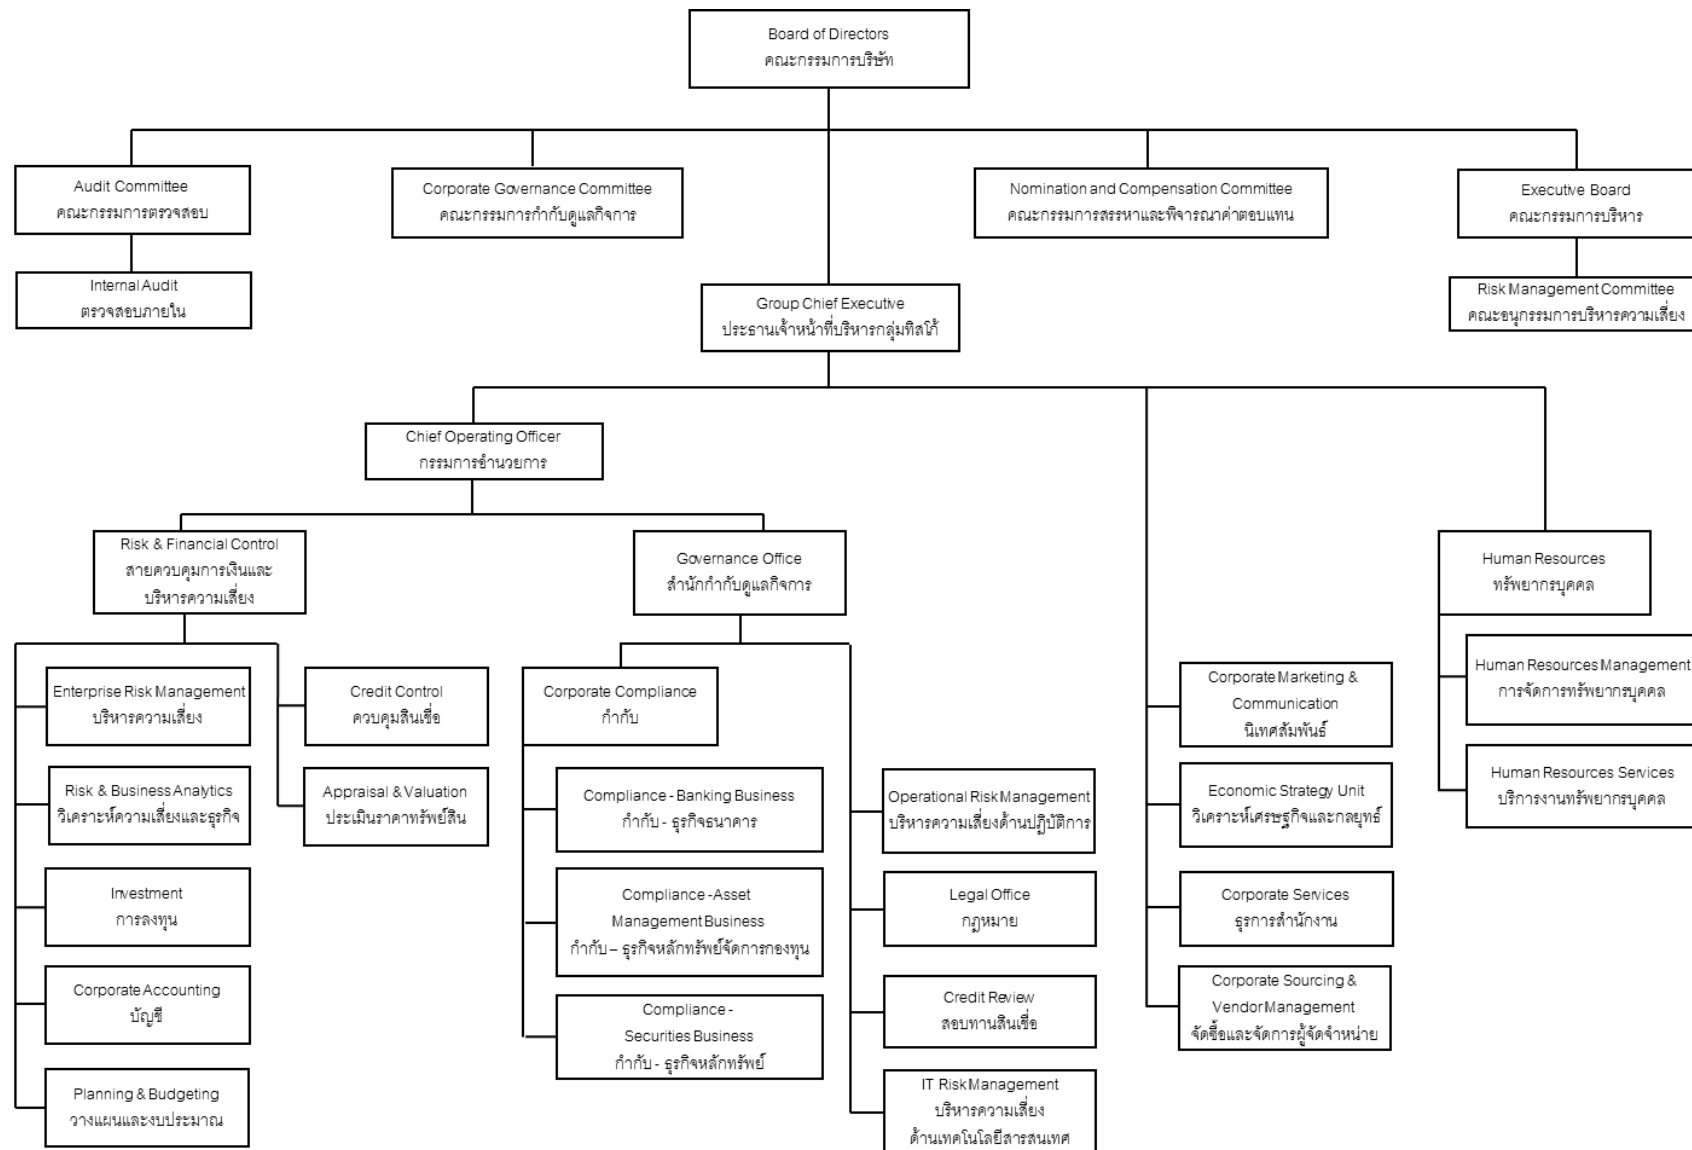 Board of Directors
คณะกรรมการบริษัท
Audit Committee
คณะกรรมการตรวจสอบ
Corporate Governance Committee
คณะกรรมการกำกับดูแลกิจการ
Nomination and Compensation Committee
คณะกรรมการสรรหาและพิจารณาค่าตอบแทน
Executive Board
คณะกรรมการบริหาร
Internal Audit
ตรวจสอบภายใน
Group Chief Executive
ประธานเจ้าหน้าที่บริหารกลุ่มทิสโก้
Risk Management Committee
คณะอนุกรรมการบริหารความเสี่ยง
Chief Operating Officer
กรรมการอำนวยการ
Risk & Financial Control
สายควบคุมการเงินและ
บริหารความเสี่ยง
Governance Office
สำนักกำกับดูแลกิจการ
Human Resources
ทรัพยากรบุคคล
Enterprise Risk Management
บริหารความเสี่ยง
Risk & Business Analytics
วิเคราะห์ความเสี่ยงและธุรกิจ
Investment
การลงทุน
Corporate Accounting
บัญชี
Planning & Budgeting
วางแผนและงบประมาณ
Credit Control
ควบคุมสินเชื่อ
Appraisal & Valuation
ประเมินราคาทรัพย์สิน
Corporate Compliance
กำกับ
Compliance - Banking Business
กำกับ - ธุรกิจธนาคาร
Compliance - Asset
Management Business
กำกับ – ธุรกิจหลักทรัพย์จัดการกองทุน
Compliance -
Securities Business
กำกับ - ธุรกิจหลักทรัพย์
Operational Risk Management
บริหารความเสี่ยงด้านปฏิบัติการ
Legal Office
กฎหมาย
Credit Review
สอบทานสินเชื่อ
IT Risk Management
บริหารความเสี่ยง
ด้านเทคโนโลยีสารสนเทศ
Corporate Marketing &
Communication
นิเทศสัมพันธ์
Economic Strategy Unit
วิเคราะห์เศรษฐกิจและกลยุทธ์
Corporate Services
ธุรการสำนักงาน
Corporate Sourcing &
Vendor Management
จัดซื้อและจัดการผู้จัดจำหน่าย
Human Resources Management
การจัดการทรัพยากรบุคคล
Human Resources Services
บริการงานทรัพยากรบุคคล